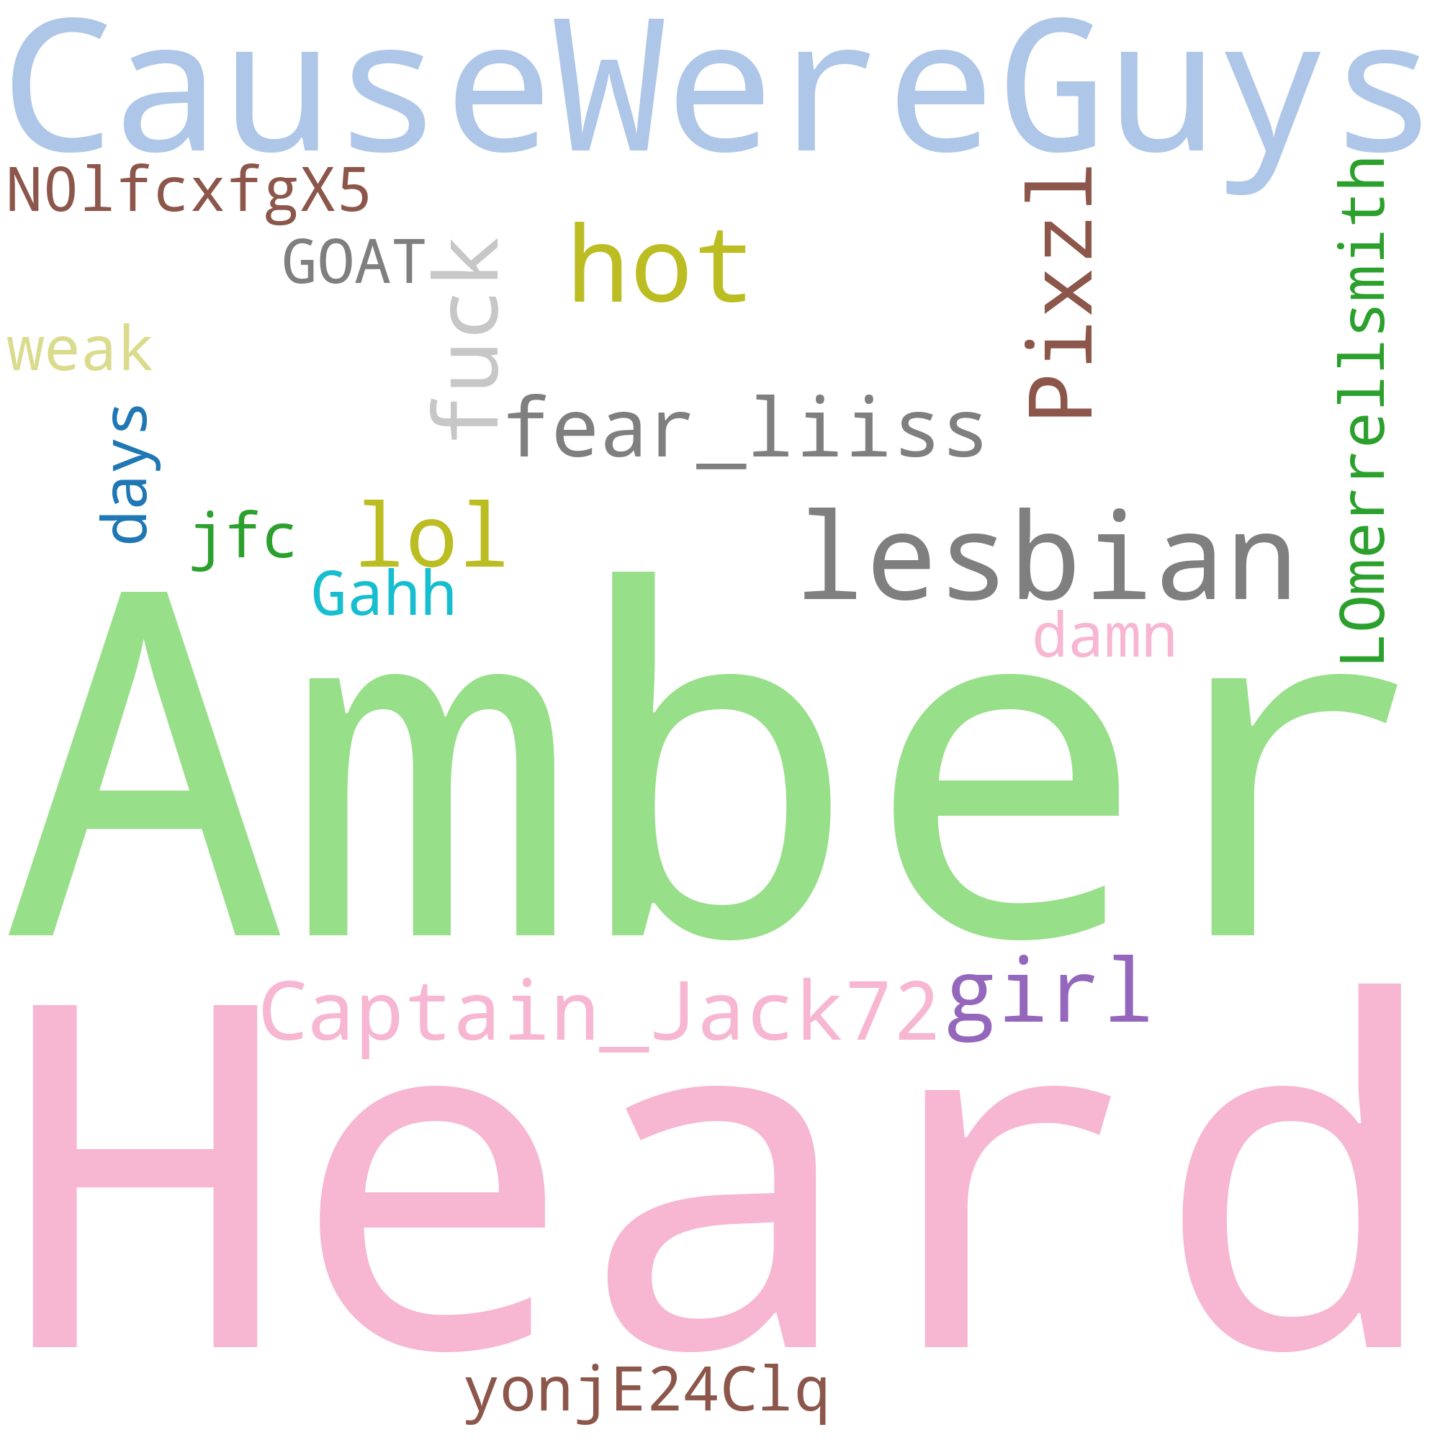 CauseWereGuys
N0lfcxfgX5
Pixzl
LOmerrellsmith
GOAT
fuck
hot
weak
fear_liiss
days
jfc
lol
lesbian
Gahh
damn
Amber
Captain_Jack72
girl
Heard
yonjE24Clq